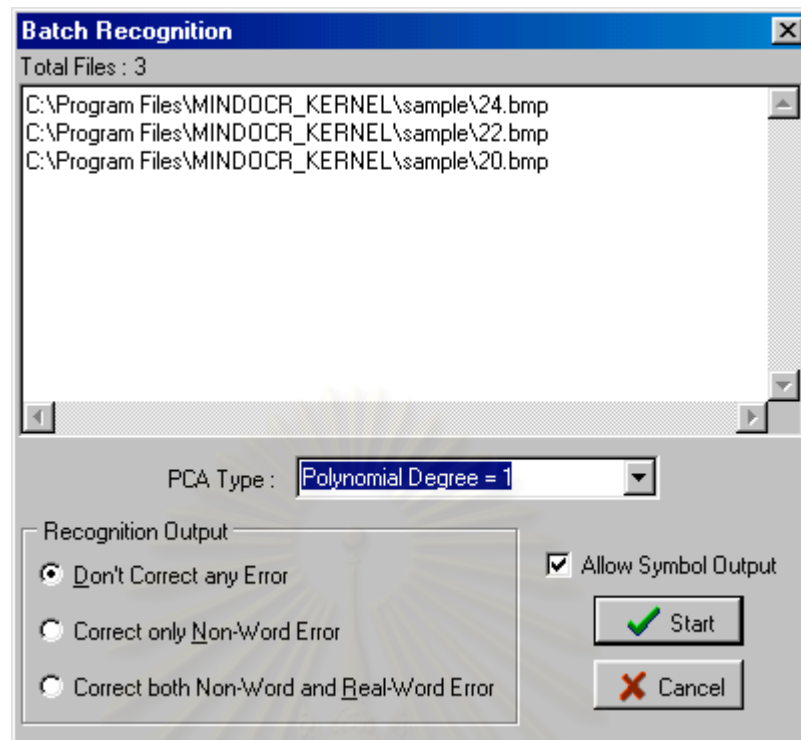 Batch Recognition
Total Files : 3
C:\Program Files\MINDOCR_KERNEL\sample\24.bmp
C:\Program Files\MINDOCR_KERNEL\sample\22.bmp
C:\Program Files\MINDOCR_KERNEL\sample\20.bmp
PCA Type : Polynomial Degree = 1
Recognition Output
Don't Correct any Error
Correct only Non-Word Error
Correct both Non-Word and Real-Word Error
Allow Symbol Output
Start
Cancel